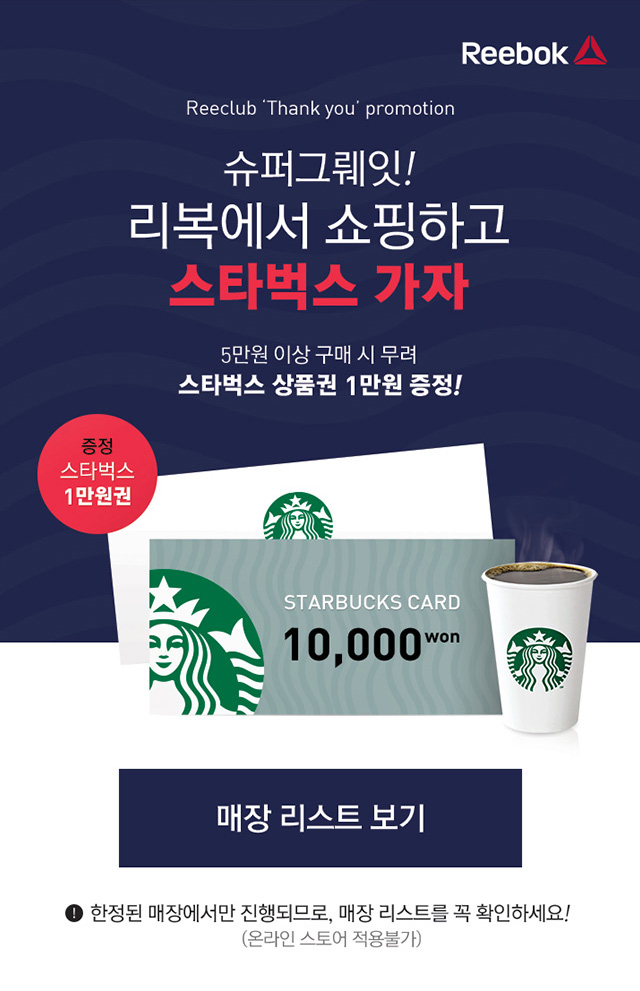 Reebok
Reeclub ‘Thank you’ promotion
슈퍼그뤠잇!
리복에서 쇼핑하고
스타벅스 가자
5만원 이상 구매 시 무려
스타벅스 상품권 1만원 증정!
증정
스타벅스
1만원권
STARBUCKS CARD
10,000won
매장 리스트 보기
! 한정된 매장에서만 진행되므로, 매장 리스트를 꼭 확인하세요!
(온라인 스토어 적용불가)